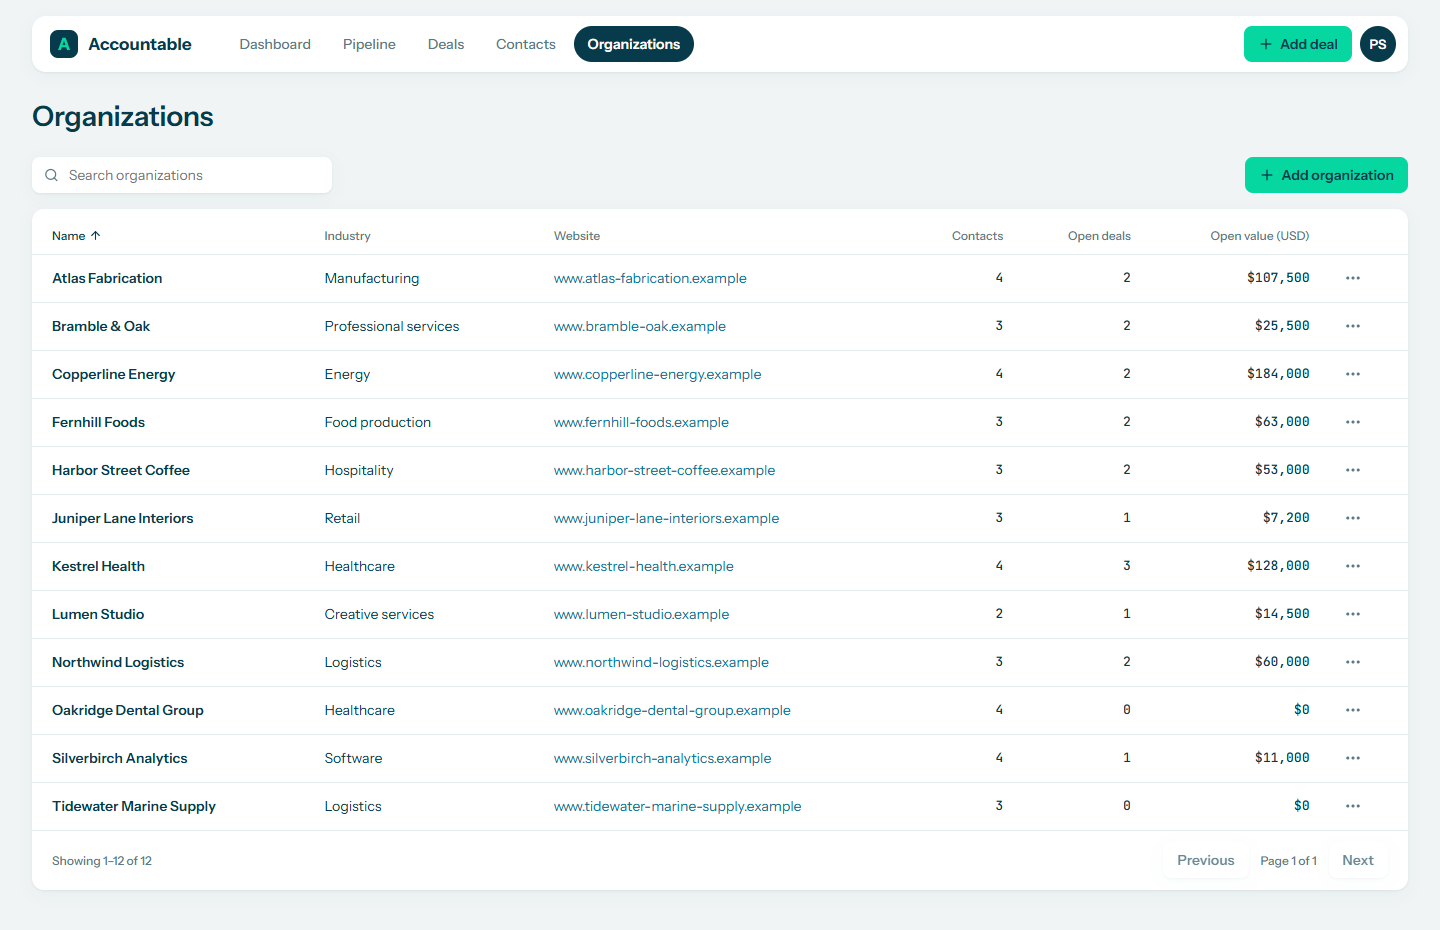 A Accountable Dashboard Pipeline Deals Contacts Organizations + Add deal PS
Organizations
Search organizations + Add organization
Name ↑ Industry Website Contacts Open deals Open value (USD)
Atlas Fabrication Manufacturing www.atlas-fabrication.example 4 2 $107,500
Bramble & Oak Professional services www.bramble-oak.example 3 2 $25,500
Copperline Energy Energy www.copperline-energy.example 4 2 $184,000
Fernhill Foods Food production www.fernhill-foods.example 3 2 $63,000
Harbor Street Coffee Hospitality www.harbor-street-coffee.example 3 2 $53,000
Juniper Lane Interiors Retail www.juniper-lane-interiors.example 3 1 $7,200
Kestrel Health Healthcare www.kestrel-health.example 4 3 $128,000
Lumen Studio Creative services www.lumen-studio.example 2 1 $14,500
Northwind Logistics Logistics www.northwind-logistics.example 3 2 $60,000
Oakridge Dental Group Healthcare www.oakridge-dental-group.example 4 0 $0
Silverbirch Analytics Software www.silverbirch-analytics.example 4 1 $11,000
Tidewater Marine Supply Logistics www.tidewater-marine-supply.example 3 0 $0
Showing 1–12 of 12 Previous Page 1 of 1 Next